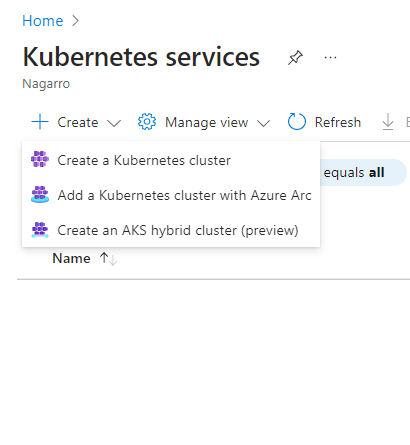 Home
Kubernetes services
Nagarro
Create Manage view Refresh
Create a Kubernetes cluster
equals all
Add a Kubernetes cluster with Azure Arc
Create an AKS hybrid cluster (preview)
Name